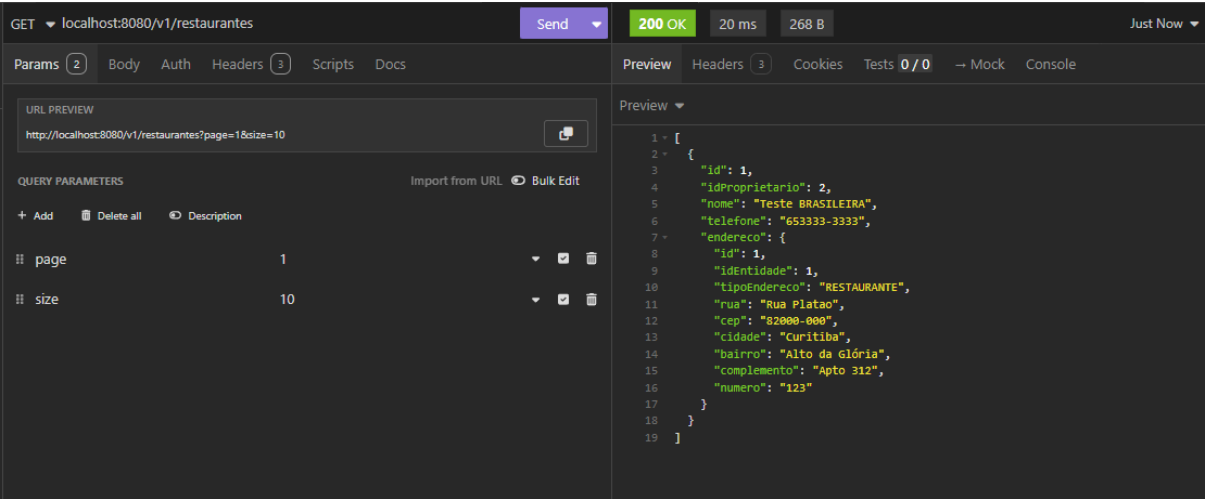 GET localhost:8080/v1/restaurantes Send
Params 2 Body Auth Headers 3 Scripts Docs
URL PREVIEW
http://localhost:8080/v1/restaurantes?page=1&size=10
QUERY PARAMETERS Import from URL Bulk Edit
+ Add Delete all Description
page 1
size 10
200 OK 20 ms 268 B Just Now
Preview Headers 3 Cookies Tests 0 / 0 → Mock Console
Preview
1 [
2 {
3 "id": 1,
4 "idProprietario": 2,
5 "nome": "Teste BRASILEIRA",
6 "telefone": "653333-3333",
7 "endereco": {
8 "id": 1,
9 "idEntidade": 1,
10 "tipoEndereco": "RESTAURANTE",
11 "rua": "Rua Platao",
12 "cep": "82000-000",
13 "cidade": "Curitiba",
14 "bairro": "Alto da Glória",
15 "complemento": "Apto 312",
16 "numero": "123"
17 }
18 }
19 ]